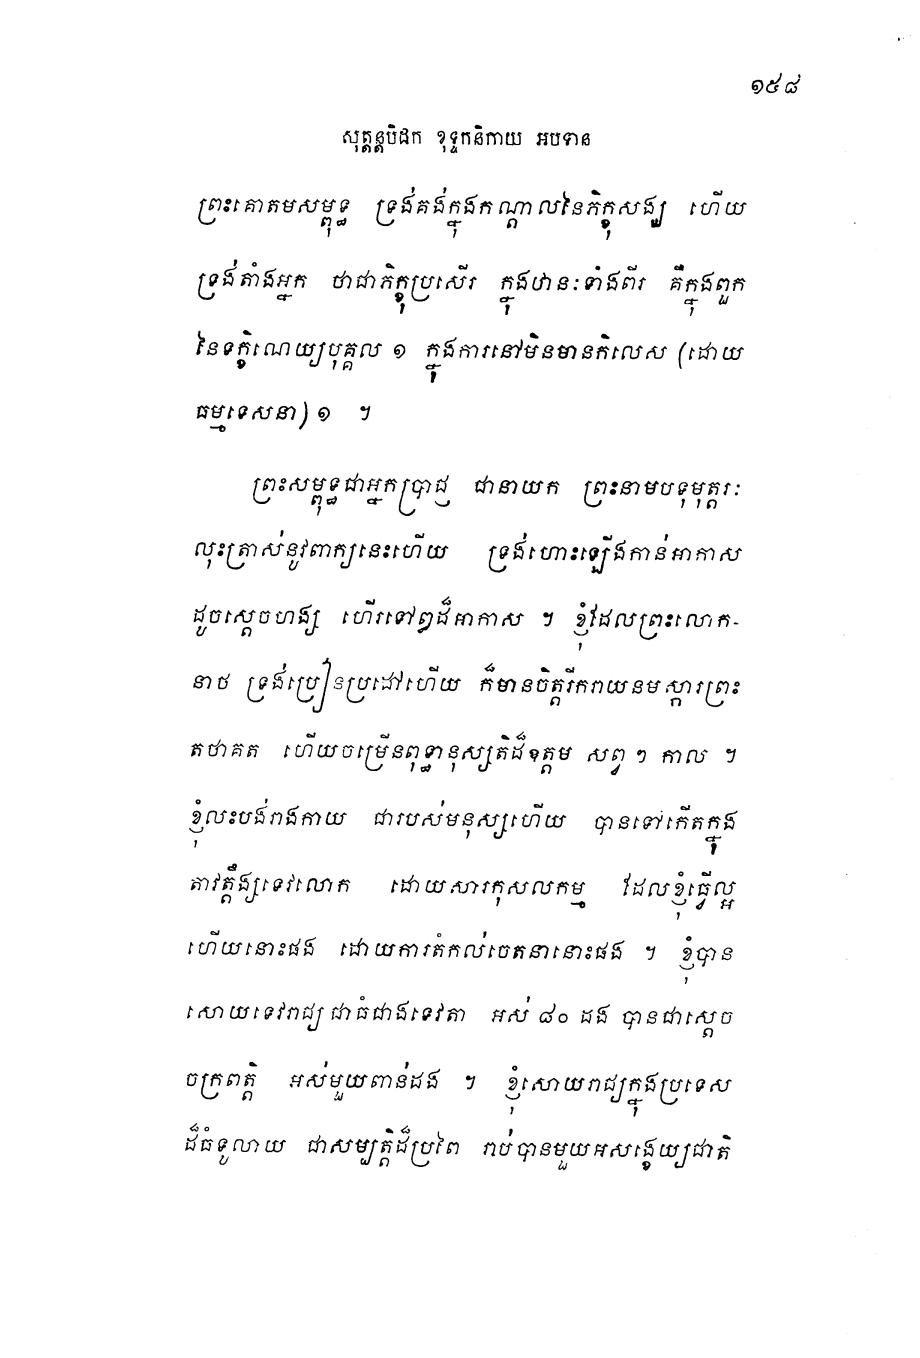 ១៥៨
សុត្តន្តបិដក ខុទ្ទកនិកាយ អបទាន
ព្រះគោតមសម្ពុទ្ធ ទ្រង់គង់ក្នុងកណ្តាលនៃភិក្ខុសង្ឃ ហើយ
ទ្រង់តាំងអ្នក ថាជាភិក្ខុប្រសើរ ក្នុងឋានៈទាំងពីរ គឺក្នុងពួក
នៃទក្ខិណេយ្យបុគ្គល ១ ក្នុងការនៅមិនមានកិលេស (ដោយ
ធម្មទេសនា) ១ ។
ព្រះសម្ពុទ្ធជាអ្នកប្រាជ្ញ ជានាយក ព្រះនាមបទុមុត្តរៈ
លុះត្រាស់នូវពាក្យនេះហើយ ទ្រង់ហោះឡើងកាន់អាកាស
ដូចស្តេចហង្ស ហើរទៅឰដ៏អាកាស ។ ខ្ញុំដែលព្រះលោក-
នាថ ទ្រង់ប្រៀនប្រដៅហើយ ក៏មានចិត្តរីករាយនមស្ការព្រះ
តថាគត ហើយចម្រើនពុទ្ធានុស្សតិដ៏ឧត្តម សព្វ ៗ កាល ។
ខ្ញុំលះបង់រាងកាយ ជារបស់មនុស្សហើយ បានទៅកើតក្នុង
តាវត្តឹង្សទេវលោក ដោយសារកុសលកម្ម ដែលខ្ញុំធ្វើល្អ
ហើយនោះផង ដោយការតំកល់ចេតនានោះផង ។ ខ្ញុំបាន
សោយទេវរាជ្យ ជាធំជាងទេវតា អស់ ៨០ ដង បានជាស្តេច
ចក្រពត្តិ អស់មួយពាន់ដង ។ ខ្ញុំសោយរាជ្យក្នុងប្រទេស
ដ៏ធំទូលាយ ជាសម្បត្តិដ៏ប្រពៃ រាប់បានមួយអសង្ខេយ្យជាតិ